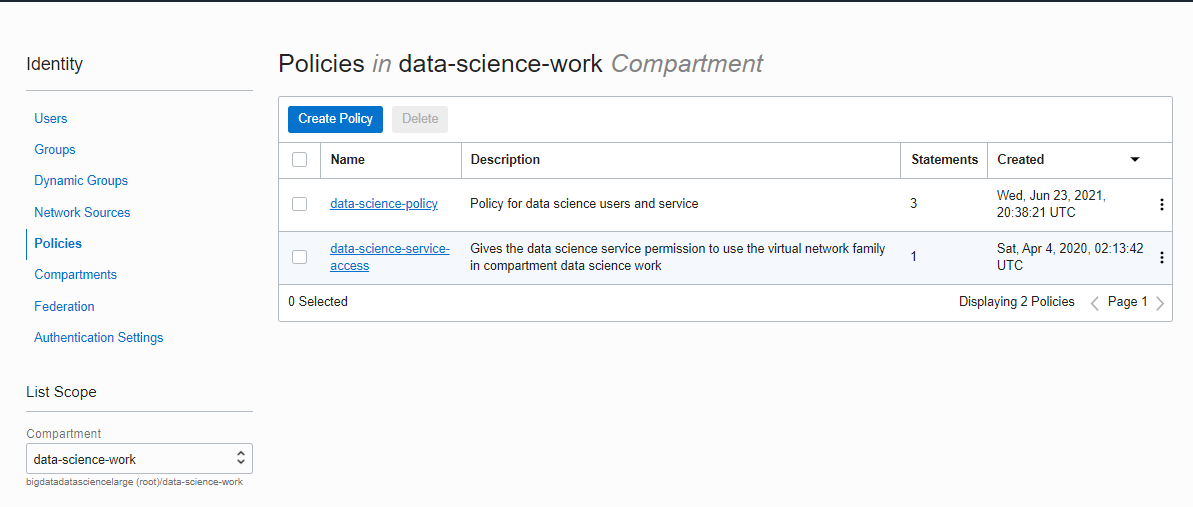 Identity
Users
Groups
Dynamic Groups
Network Sources
Policies
Compartments
Federation
Authentication Settings
List Scope
Compartment
data-science-work
bigdatadatasciencelarge (root)/data-science-work
Policies in data-science-work Compartment
Create Policy Delete
Name Description Statements Created
data-science-policy Policy for data science users and service 3 Wed, Jun 23, 2021,
20:38:21 UTC
data-science-service- Gives the data science service permission to use the virtual network family 1 Sat, Apr 4, 2020, 02:13:42
access in compartment data science work UTC
0 Selected Displaying 2 Policies Page 1